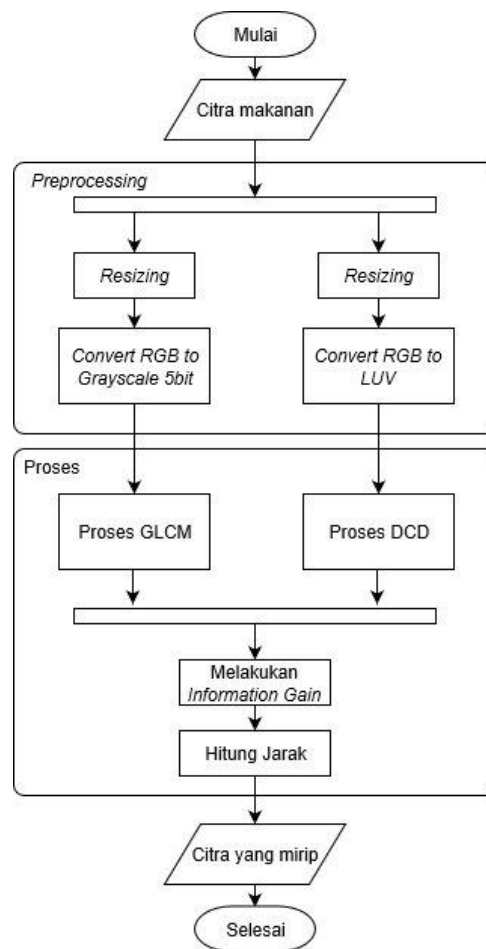 Mulai
Citra makanan
Preprocessing
Resizing
Resizing
Convert RGB to
Grayscale 5bit
Convert RGB to
LUV
Proses
Proses GLCM
Proses DCD
Melakukan
Information Gain
Hitung Jarak
Citra yang mirip
Selesai